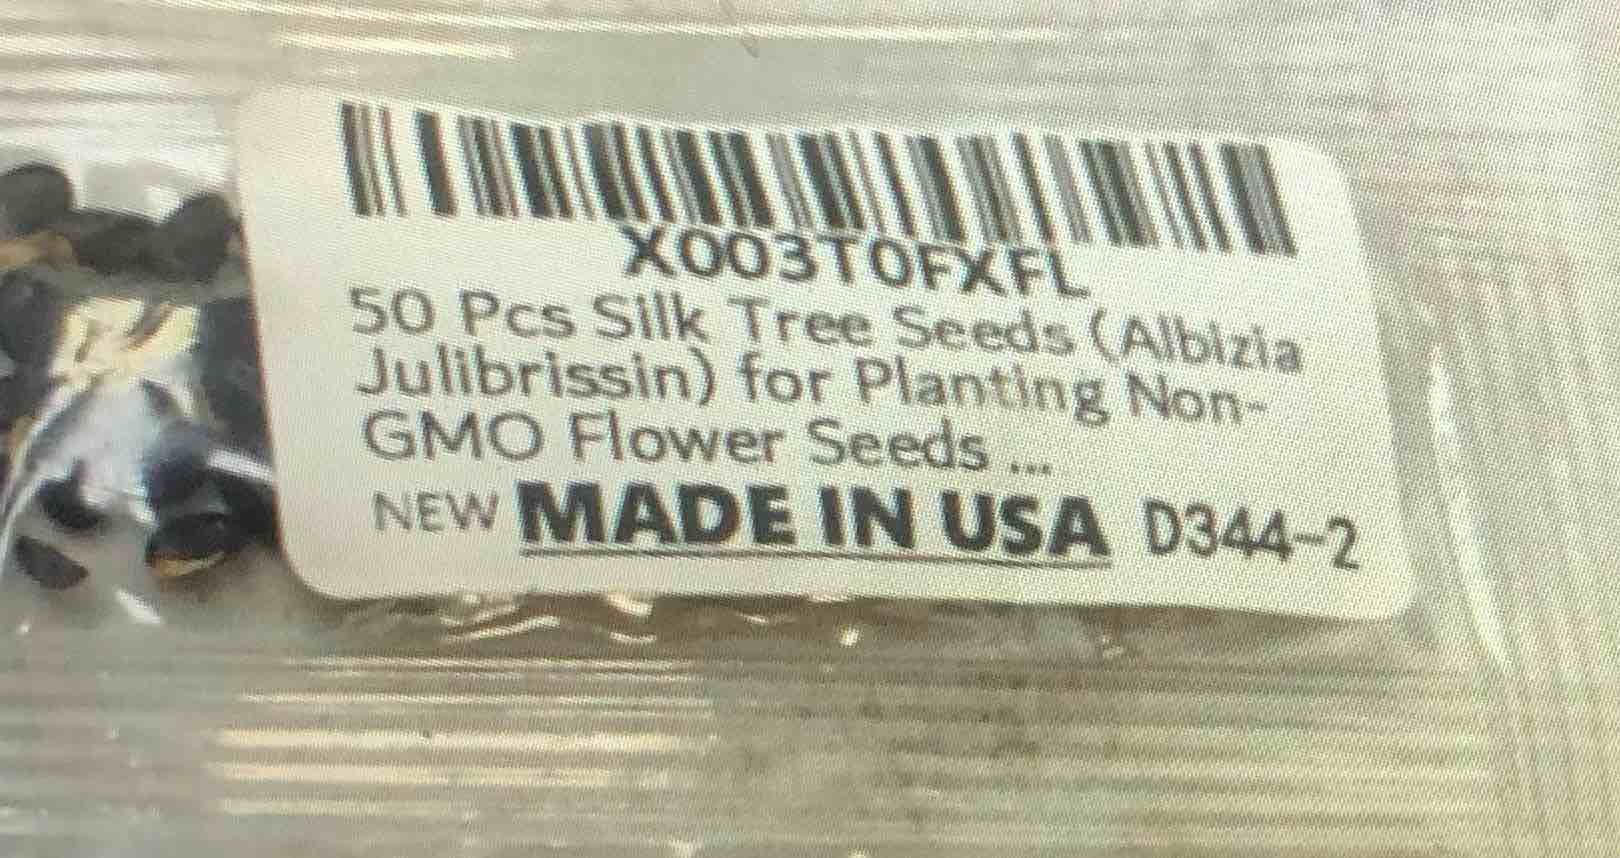 X003T0FXFL
50 Pcs Silk Tree Seeds (Albizia
Julibrissin) for Planting Non-
GMO Flower Seeds ...
NEW MADE IN USA D344-2